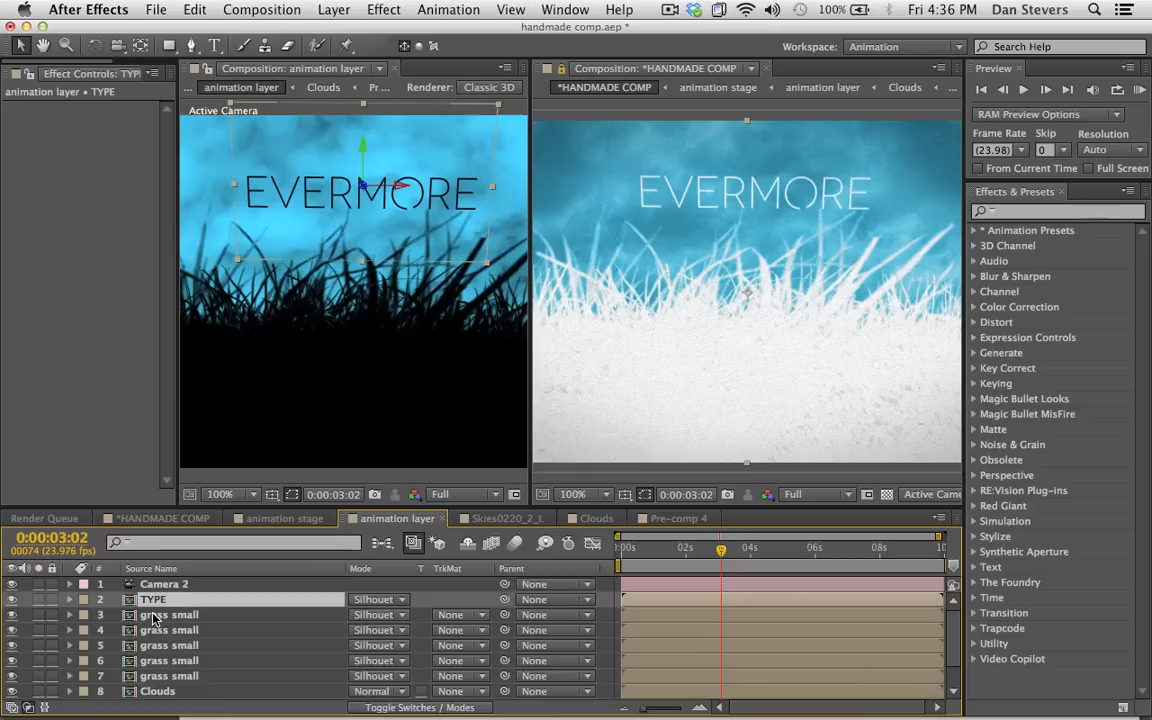 After Effects File Edit Composition Layer Effect Animation View Window Help 100% Fri 4:36 PM Dan Stevens
handmade comp.aep *
Workspace: Animation Search Help
Effect Controls: TYPE
Composition: animation layer
Composition: *HANDMADE COMP
Preview
animation layer • TYPE
... animation layer Clouds Pr ... Renderer: Classic 3D
*HANDMADE COMP animation stage animation layer Clouds ...
Active Camera
RAM Preview Options
Frame Rate Skip Resolution
(23.98) 0 Auto
From Current Time Full Screen
Effects & Presets
EVERMORE
EVERMORE
* Animation Presets
3D Channel
Audio
Blur & Sharpen
Channel
Color Correction
Distort
Expression Controls
Generate
Key Correct
Keying
Magic Bullet Looks
Magic Bullet MisFire
Matte
Noise & Grain
Obsolete
Perspective
RE:Vision Plug-ins
Red Giant
Simulation
Stylize
Synthetic Aperture
Text
The Foundry
Time
Transition
Trapcode
Utility
Video Copilot
100% 0:00:03:02 Full
100% 0:00:03:02 Full Active Came
Render Queue *HANDMADE COMP animation stage animation layer Skies0220_2_L Clouds Pre-comp 4
0:00:03:02
00074 (23.976 fps)
:00s 02s 04s 06s 08s 10
# Source Name Mode T TrkMat Parent
1 Camera 2 None
2 TYPE Silhouet None
3 grass small Silhouet None None
4 grass small Silhouet None None
5 grass small Silhouet None None
6 grass small Silhouet None None
7 grass small Silhouet None None
8 Clouds Normal None None
Toggle Switches / Modes